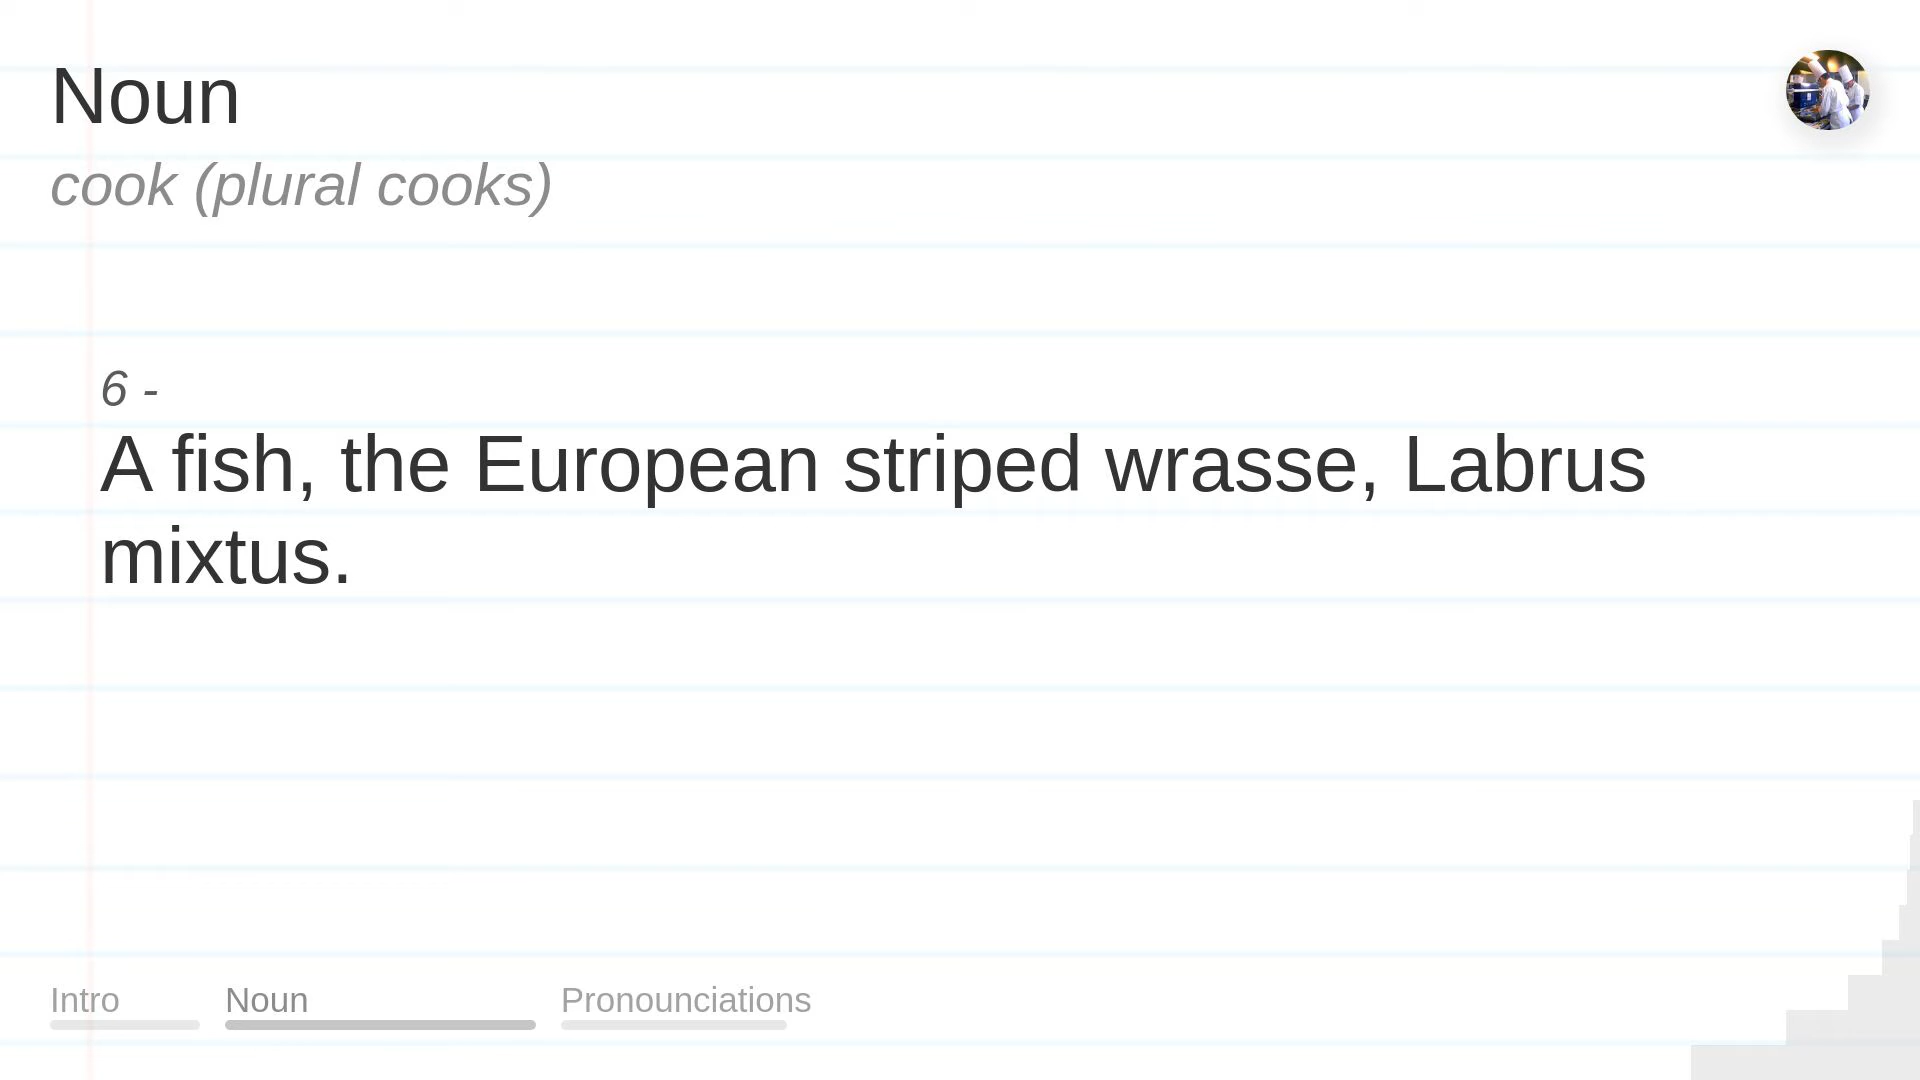 Noun
cook (plural cooks)
6 -
A fish, the European striped wrasse, Labrus
mixtus.
Intro
Noun
Pronounciations